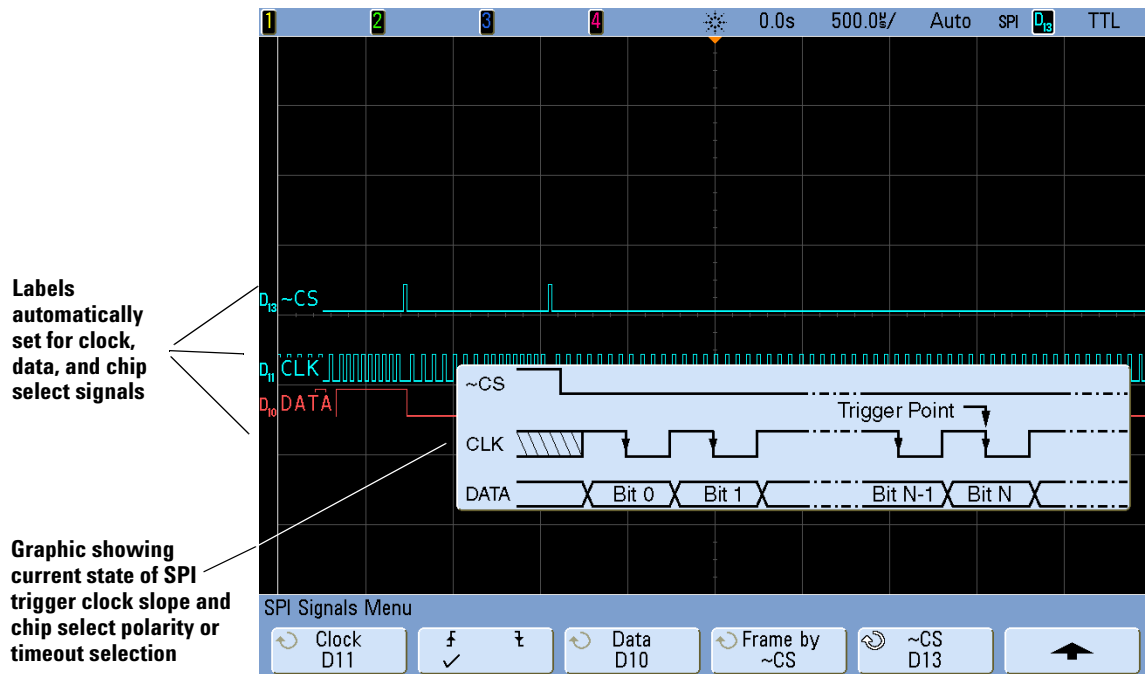 1 2 3 4 0.0s 500.0㎲/ Auto SPI D13 TTL
Labels
automatically
set for clock,
data, and chip
select signals
D13 ~CS
D11 CLK
D10 DATA
~CS
Trigger Point
CLK
DATA Bit 0 Bit 1 Bit N-1 Bit N
Graphic showing
current state of SPI
trigger clock slope and
chip select polarity or
timeout selection
SPI Signals Menu
Clock
D11
Data
D10
Frame by
~CS
~CS
D13